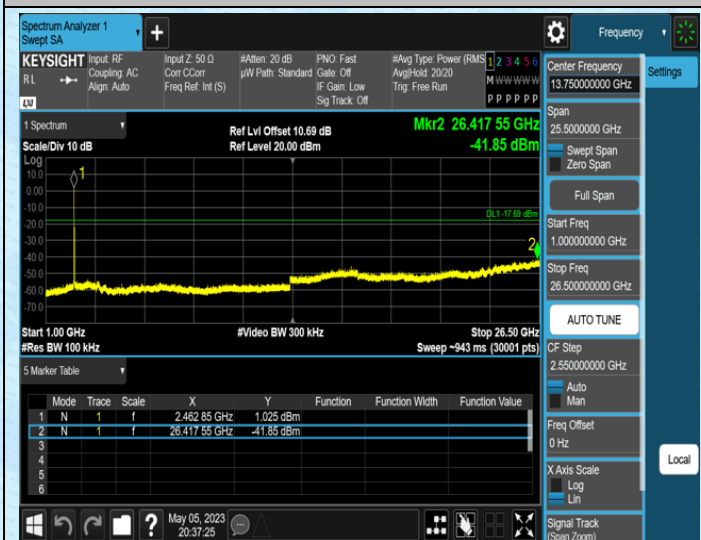 Spectrum Analyzer 1
Swept SA
Frequency
KEYSIGHT
RL
LXI
Input: RF
Coupling: AC
Align: Auto
Input Z: 50 Ω
Corr CCorr
Freq Ref: Int (S)
#Atten: 20 dB
µW Path: Standard
PNO: Fast
Gate: Off
IF Gain: Low
Sig Track: Off
#Avg Type: Power (RMS
Avg|Hold: 20/20
Trig: Free Run
1 2 3 4 5 6
M W W W W W
P P P P P P
Center Frequency
13.750000000 GHz
Settings
Span
25.5000000 GHz
Swept Span
Zero Span
Full Span
Start Freq
1.000000000 GHz
Stop Freq
26.500000000 GHz
AUTO TUNE
CF Step
2.550000000 GHz
Auto
Man
Freq Offset
0 Hz
X Axis Scale
Log
Lin
Signal Track
(Span Zoom)
Local
1 Spectrum
Scale/Div 10 dB
Ref Lvl Offset 10.69 dB
Ref Level 20.00 dBm
Mkr2 26.417 55 GHz
-41.85 dBm
Log
10.0
0.00
-10.0
-20.0
-30.0
-40.0
-50.0
-60.0
-70.0
1
DL1 -17.69 dBm
2
Start 1.00 GHz
#Res BW 100 kHz
#Video BW 300 kHz
Stop 26.50 GHz
Sweep ~943 ms (30001 pts)
5 Marker Table
Mode Trace Scale X Y Function Function Width Function Value
1 N 1 f 2.462 85 GHz 1.025 dBm
2 N 1 f 26.417 55 GHz -41.85 dBm
3
4
5
6
?
May 05, 2023
20:37:25